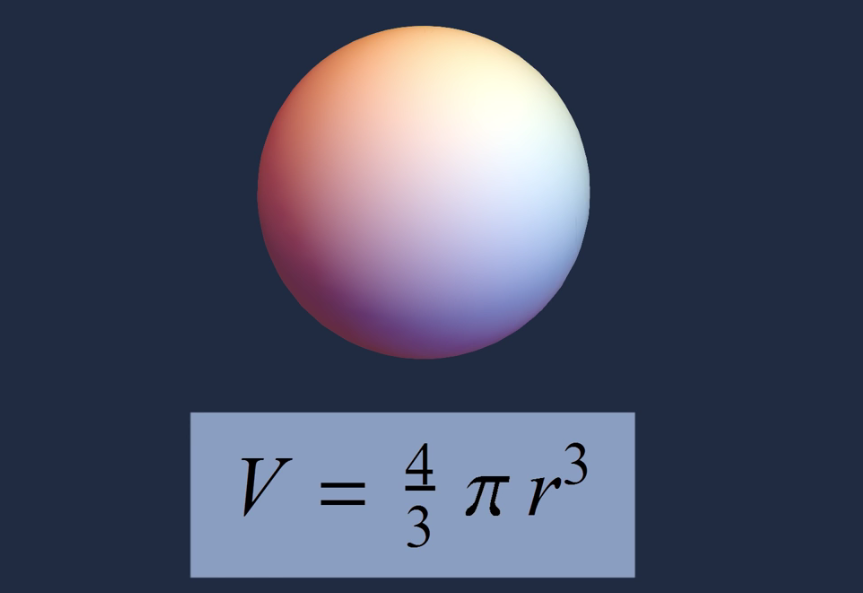 V = 4/3 π r³